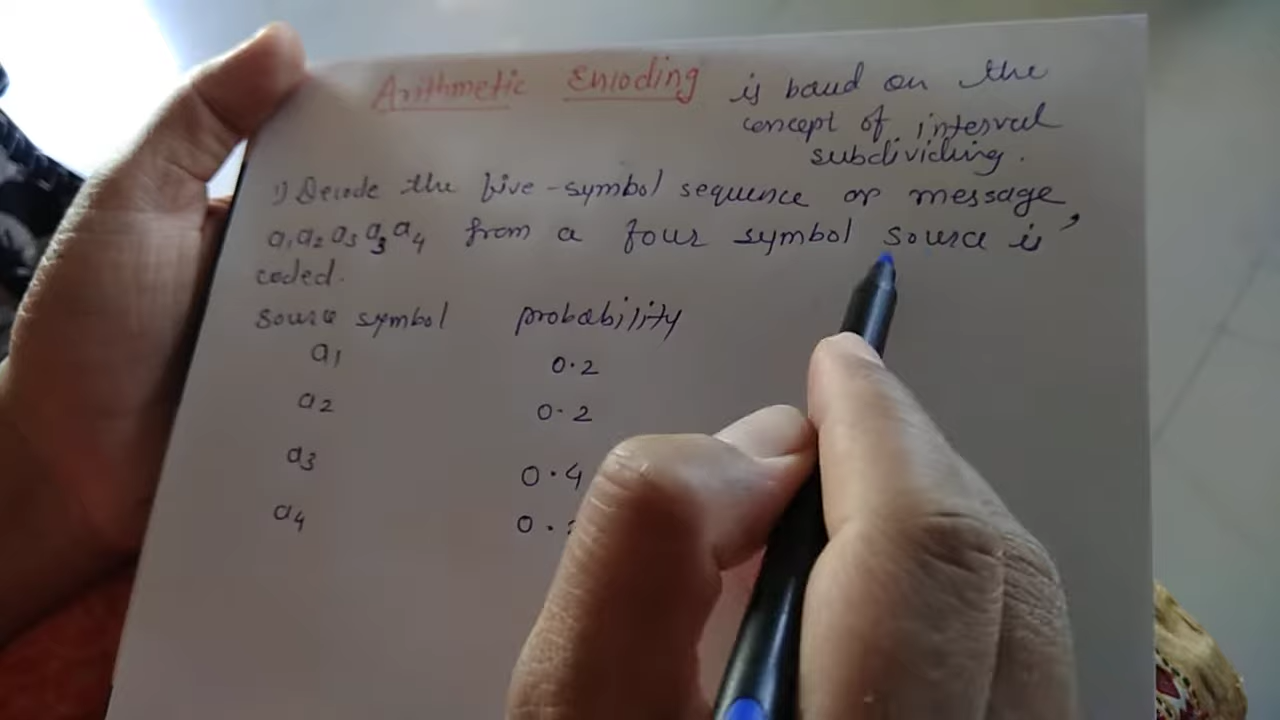 Arithmetic Encoding is based on the
concept of interval
subdividing.
1) Decode the five-symbol sequence or message,
a1a2a3a3a4 from a four symbol source is
coded.
source symbol probability
a1 0.2
a2 0.2
a3 0.4
a4 0.